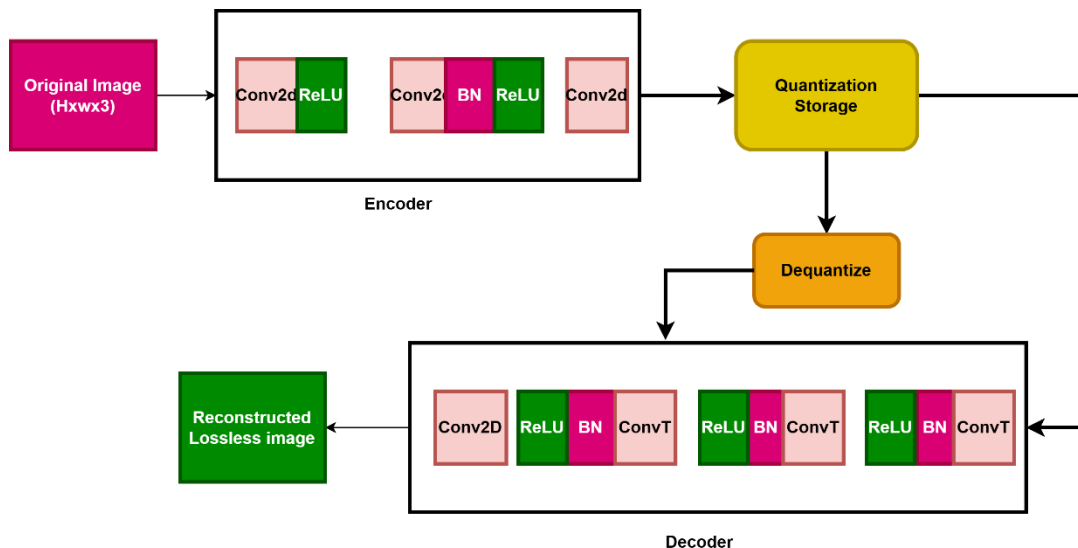 Original Image
(Hxwx3)
Conv2d
ReLU
Conv2d
BN
ReLU
Conv2d
Encoder
Quantization
Storage
Dequantize
Reconstructed
Lossless image
Conv2D
ReLU
BN
ConvT
ReLU
BN
ConvT
ReLU
BN
ConvT
Decoder